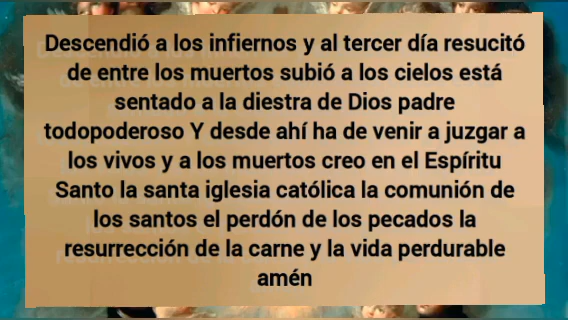 Descendió a los infiernos y al tercer día resucitó
de entre los muertos subió a los cielos está
sentado a la diestra de Dios padre
todopoderoso Y desde ahí ha de venir a juzgar a
los vivos y a los muertos creo en el Espíritu
Santo la santa iglesia católica la comunión de
los santos el perdón de los pecados la
resurrección de la carne y la vida perdurable
amén